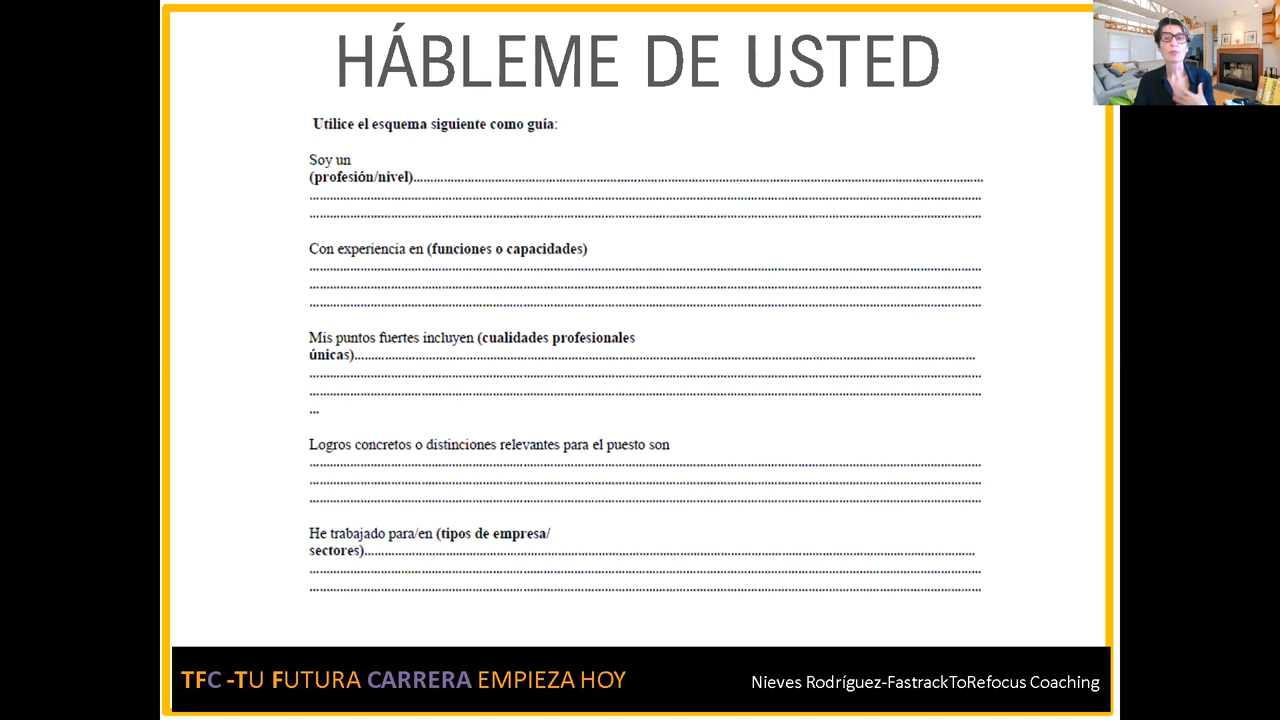 HÁBLEME DE USTED
Utilice el esquema siguiente como guía:
Soy un
(profesión/nivel)..........................................................................................
..........................................................................................
..........................................................................................
Con experiencia en (funciones o capacidades)
..........................................................................................
..........................................................................................
..........................................................................................
Mis puntos fuertes incluyen (cualidades profesionales
únicas)..........................................................................................
..........................................................................................
..........................................................................................
...
Logros concretos o distinciones relevantes para el puesto son
..........................................................................................
..........................................................................................
..........................................................................................
He trabajado para/en (tipos de empresa/
sectores)..........................................................................................
..........................................................................................
..........................................................................................
TFC -TU FUTURA CARRERA EMPIEZA HOY
Nieves Rodríguez-FastrackToRefocus Coaching